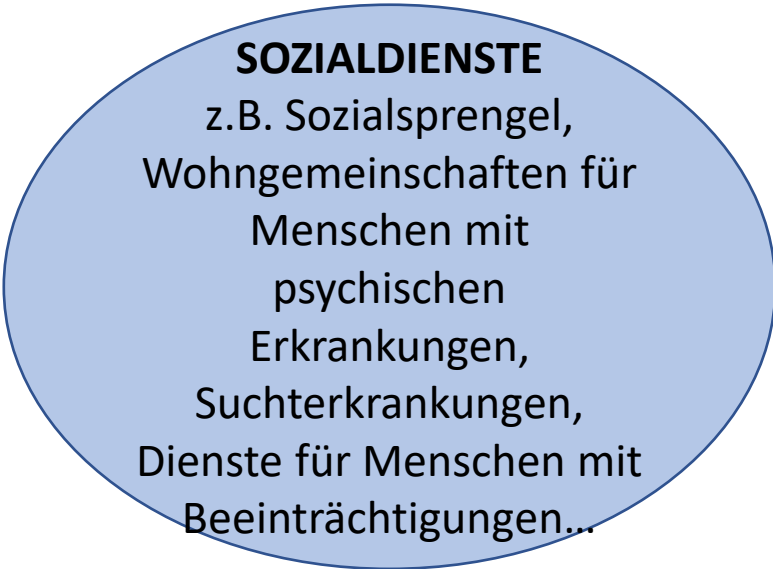 SOZIALDIENSTE
z.B. Sozialsprengel,
Wohngemeinschaften für
Menschen mit
psychischen
Erkrankungen,
Suchterkrankungen,
Dienste für Menschen mit
Beeinträchtigungen…